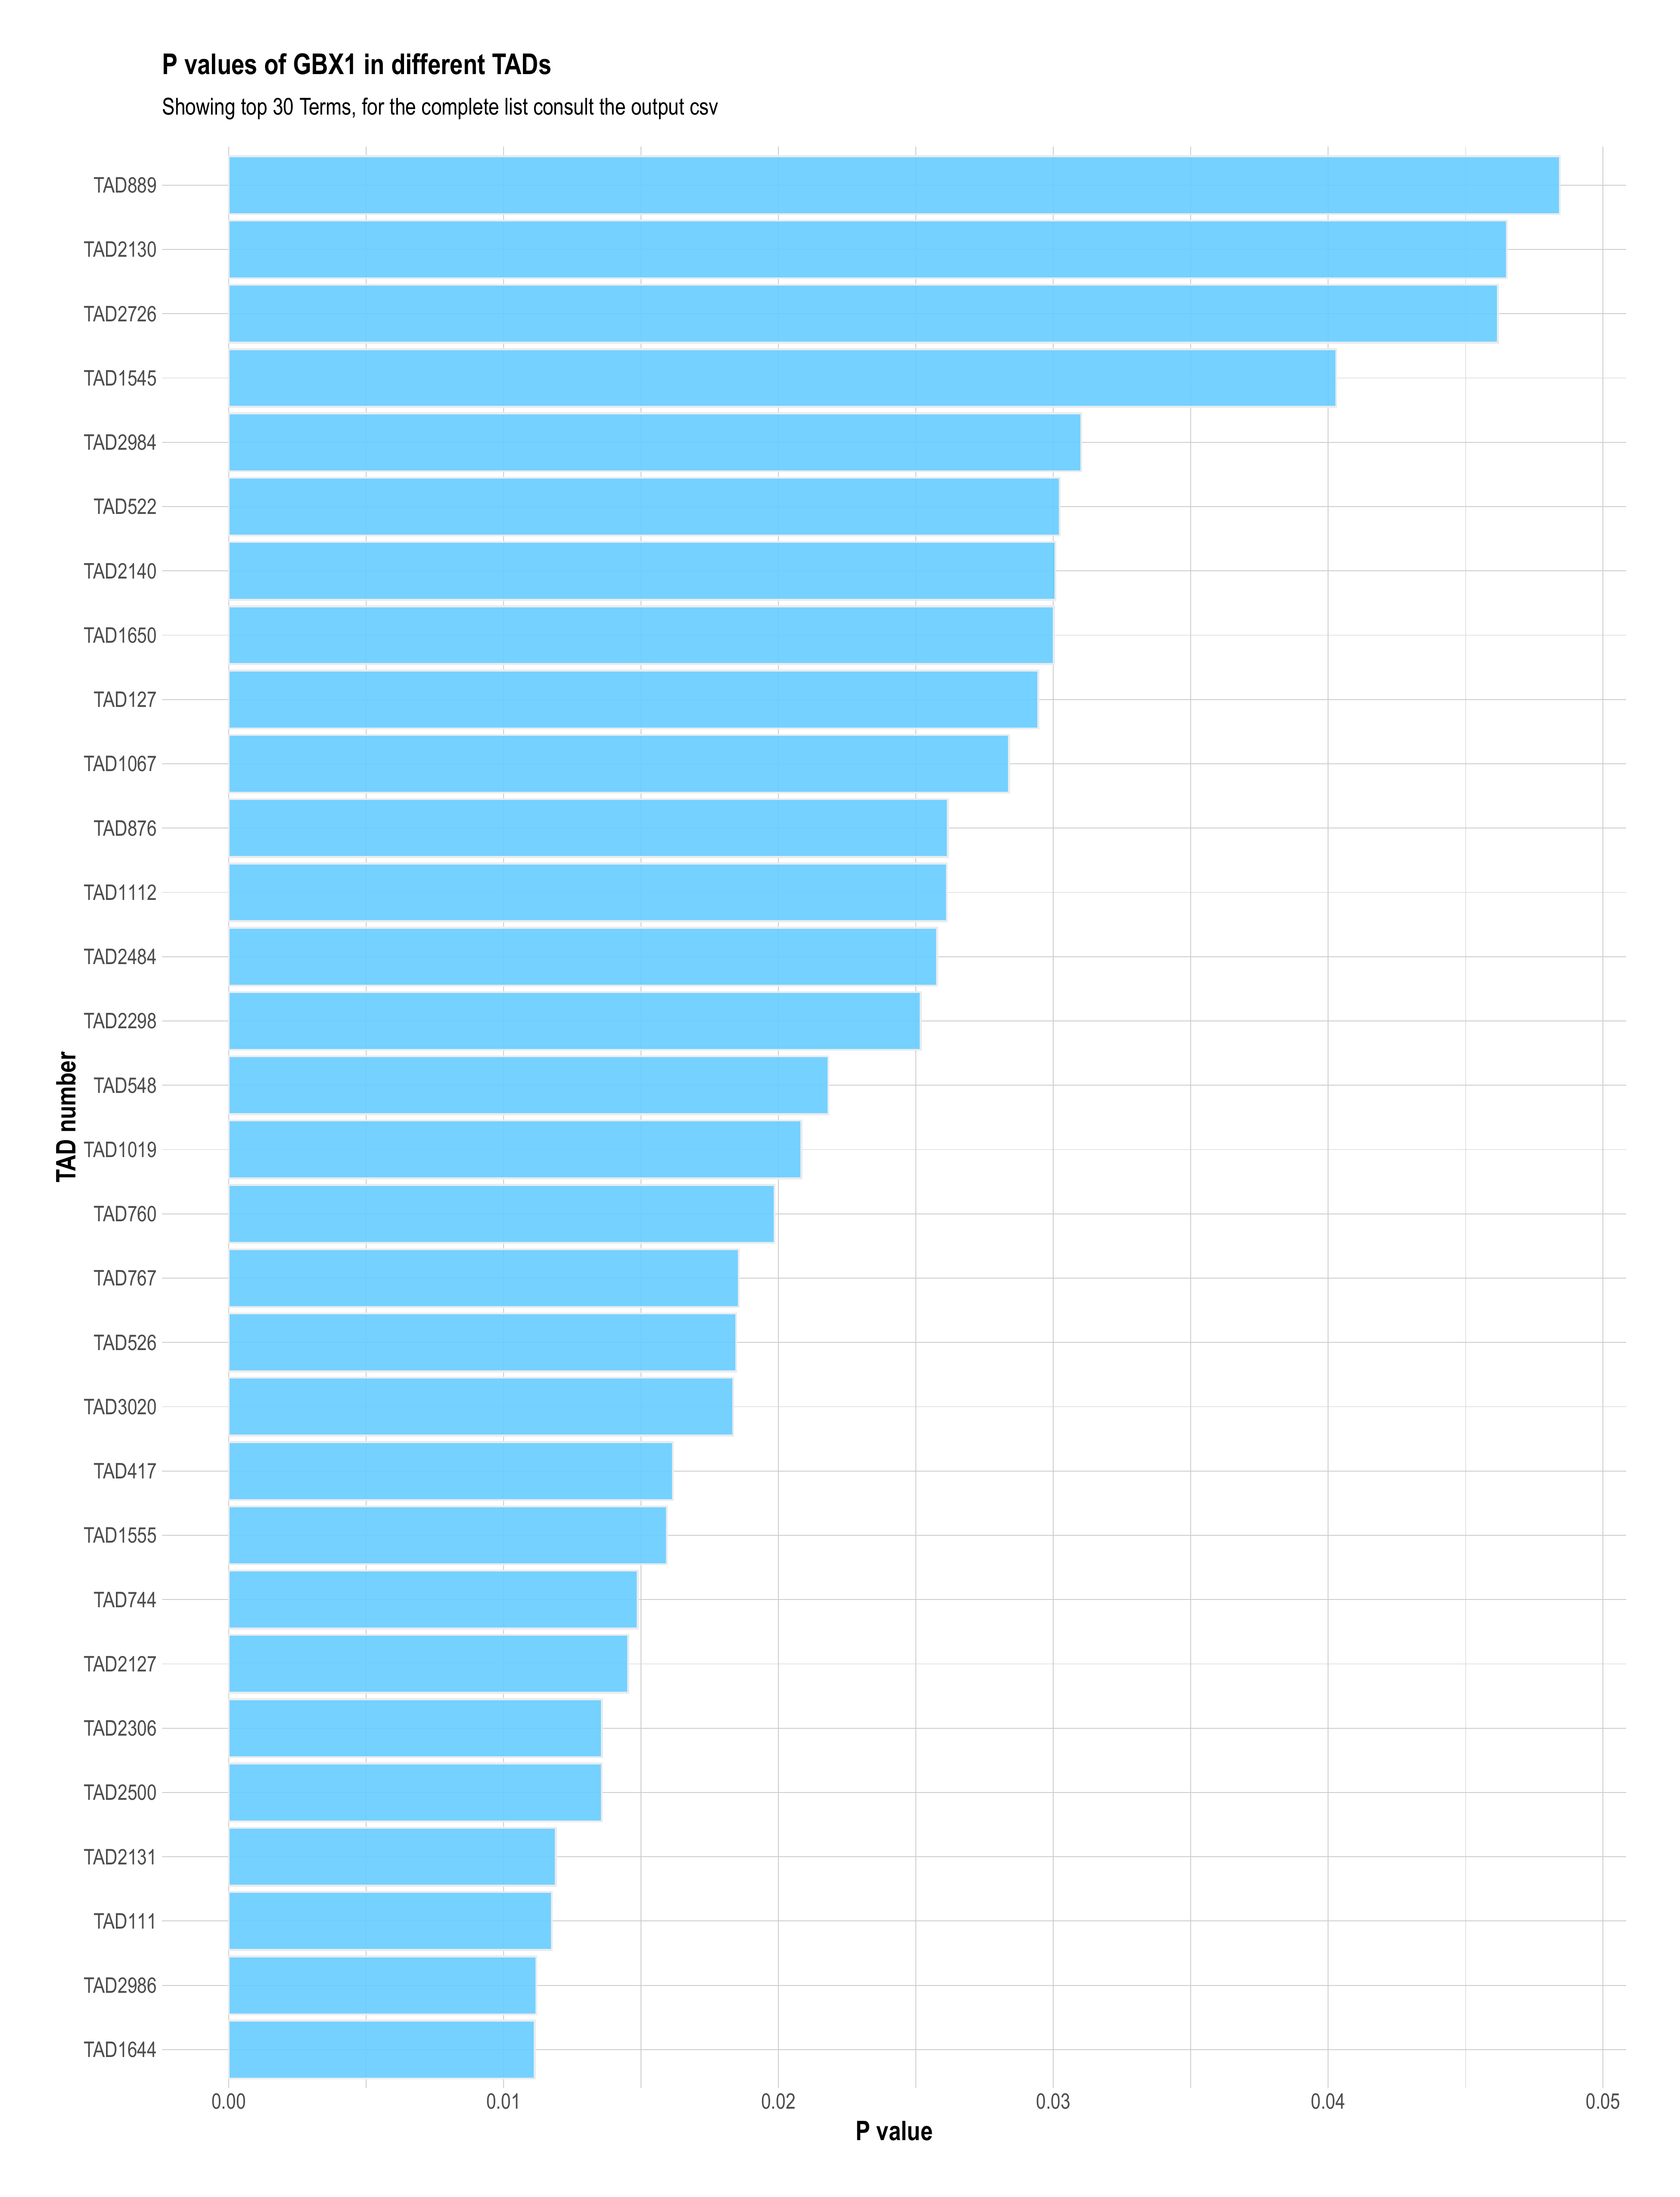 P values of GBX1 in different TADs
Showing top 30 Terms, for the complete list consult the output csv
TAD number
TAD889
TAD2130
TAD2726
TAD1545
TAD2984
TAD522
TAD2140
TAD1650
TAD127
TAD1067
TAD876
TAD1112
TAD2484
TAD2298
TAD548
TAD1019
TAD760
TAD767
TAD526
TAD3020
TAD417
TAD1555
TAD744
TAD2127
TAD2306
TAD2500
TAD2131
TAD111
TAD2986
TAD1644
0.00 0.01 0.02 0.03 0.04 0.05
P value